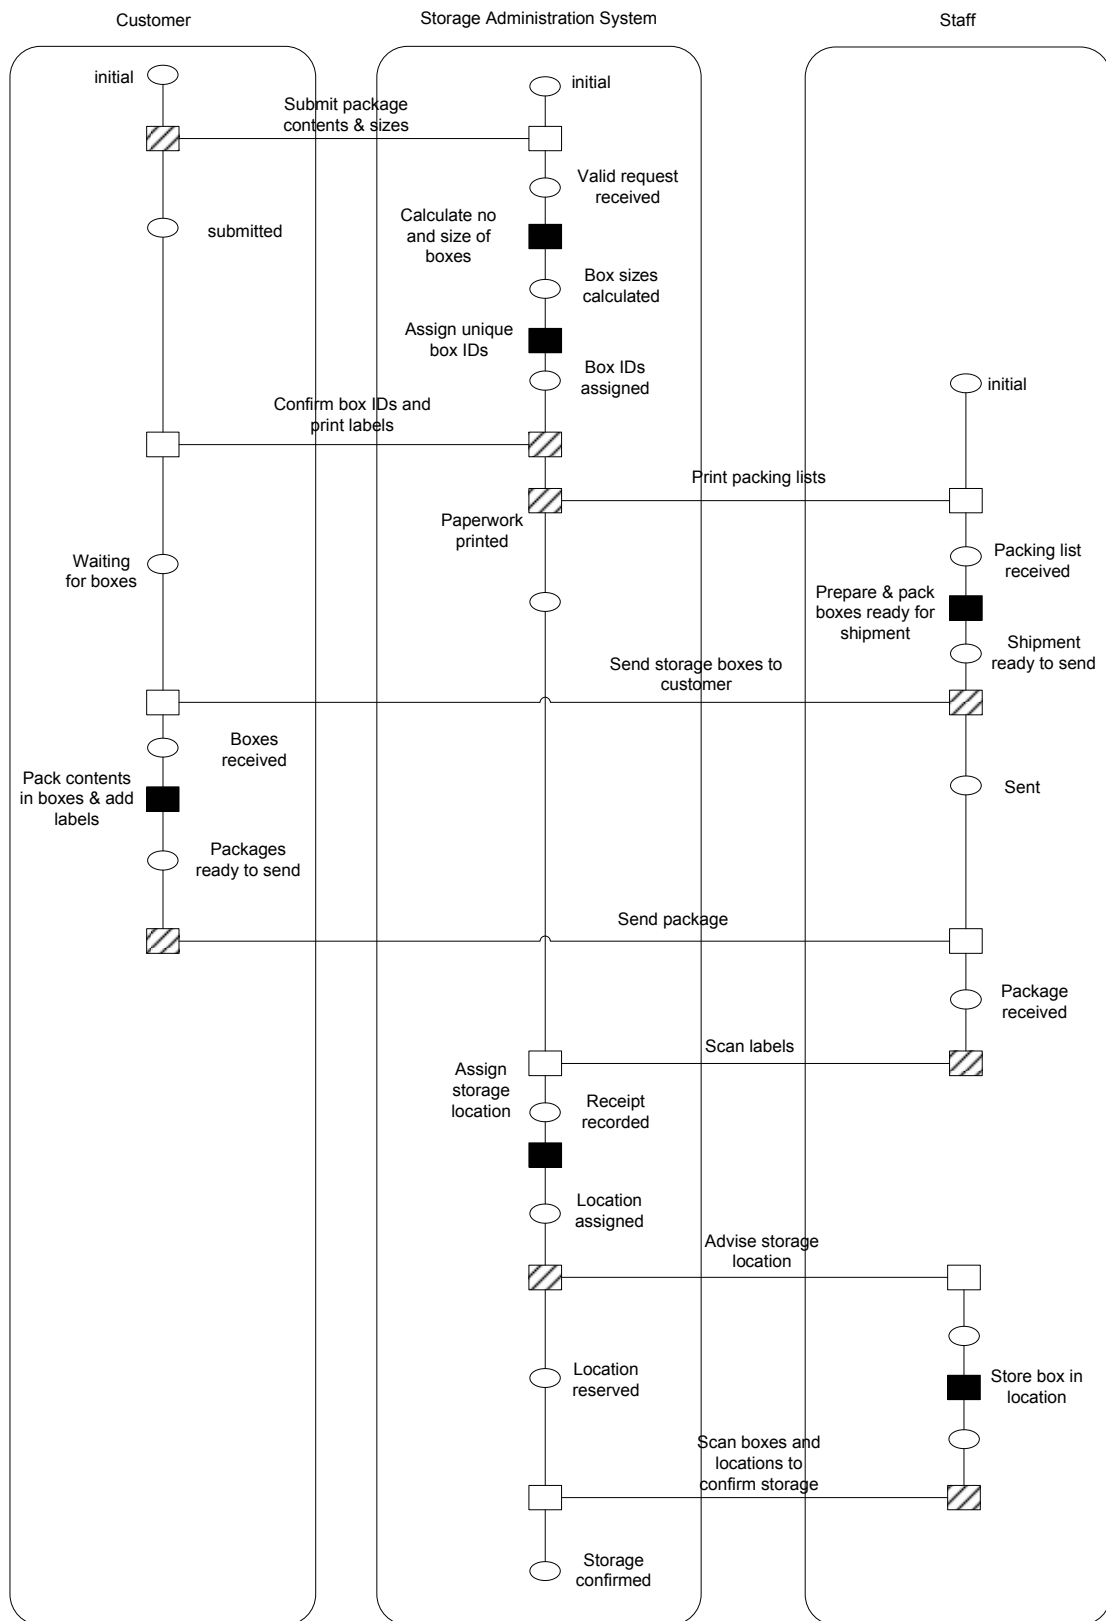 Customer
Storage Administration System
Staff
initial
initial
Submit package
contents & sizes
Valid request
received
submitted
Calculate no
and size of
boxes
Box sizes
calculated
Assign unique
box IDs
Box IDs
assigned
initial
Confirm box IDs and
print labels
Print packing lists
Paperwork
printed
Waiting
for boxes
Packing list
received
Prepare & pack
boxes ready for
shipment
Shipment
ready to send
Send storage boxes to
customer
Boxes
received
Pack contents
in boxes & add
labels
Sent
Packages
ready to send
Send package
Package
received
Scan labels
Assign
storage
location
Receipt
recorded
Location
assigned
Advise storage
location
Location
reserved
Store box in
location
Scan boxes and
locations to
confirm storage
Storage
confirmed